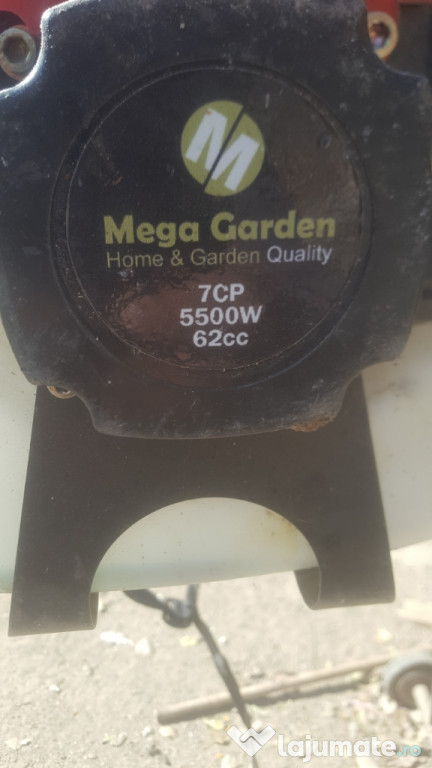 M
Mega Garden
Home & Garden Quality
7CP
5500W
62cc
lajumate.ro